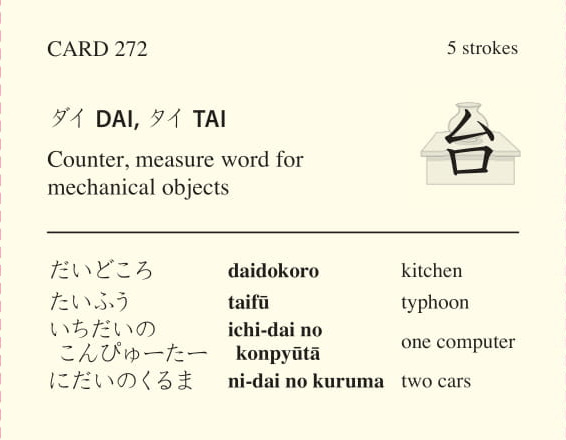 CARD 272
5 strokes
ダイ DAI, タイ TAI
台
Counter, measure word for
mechanical objects
だいどころ daidokoro kitchen
たいふう taifū typhoon
いちだいの ichi-dai no
こんぴゅーたー konpyūtā one computer
にだいのくるま ni-dai no kuruma two cars